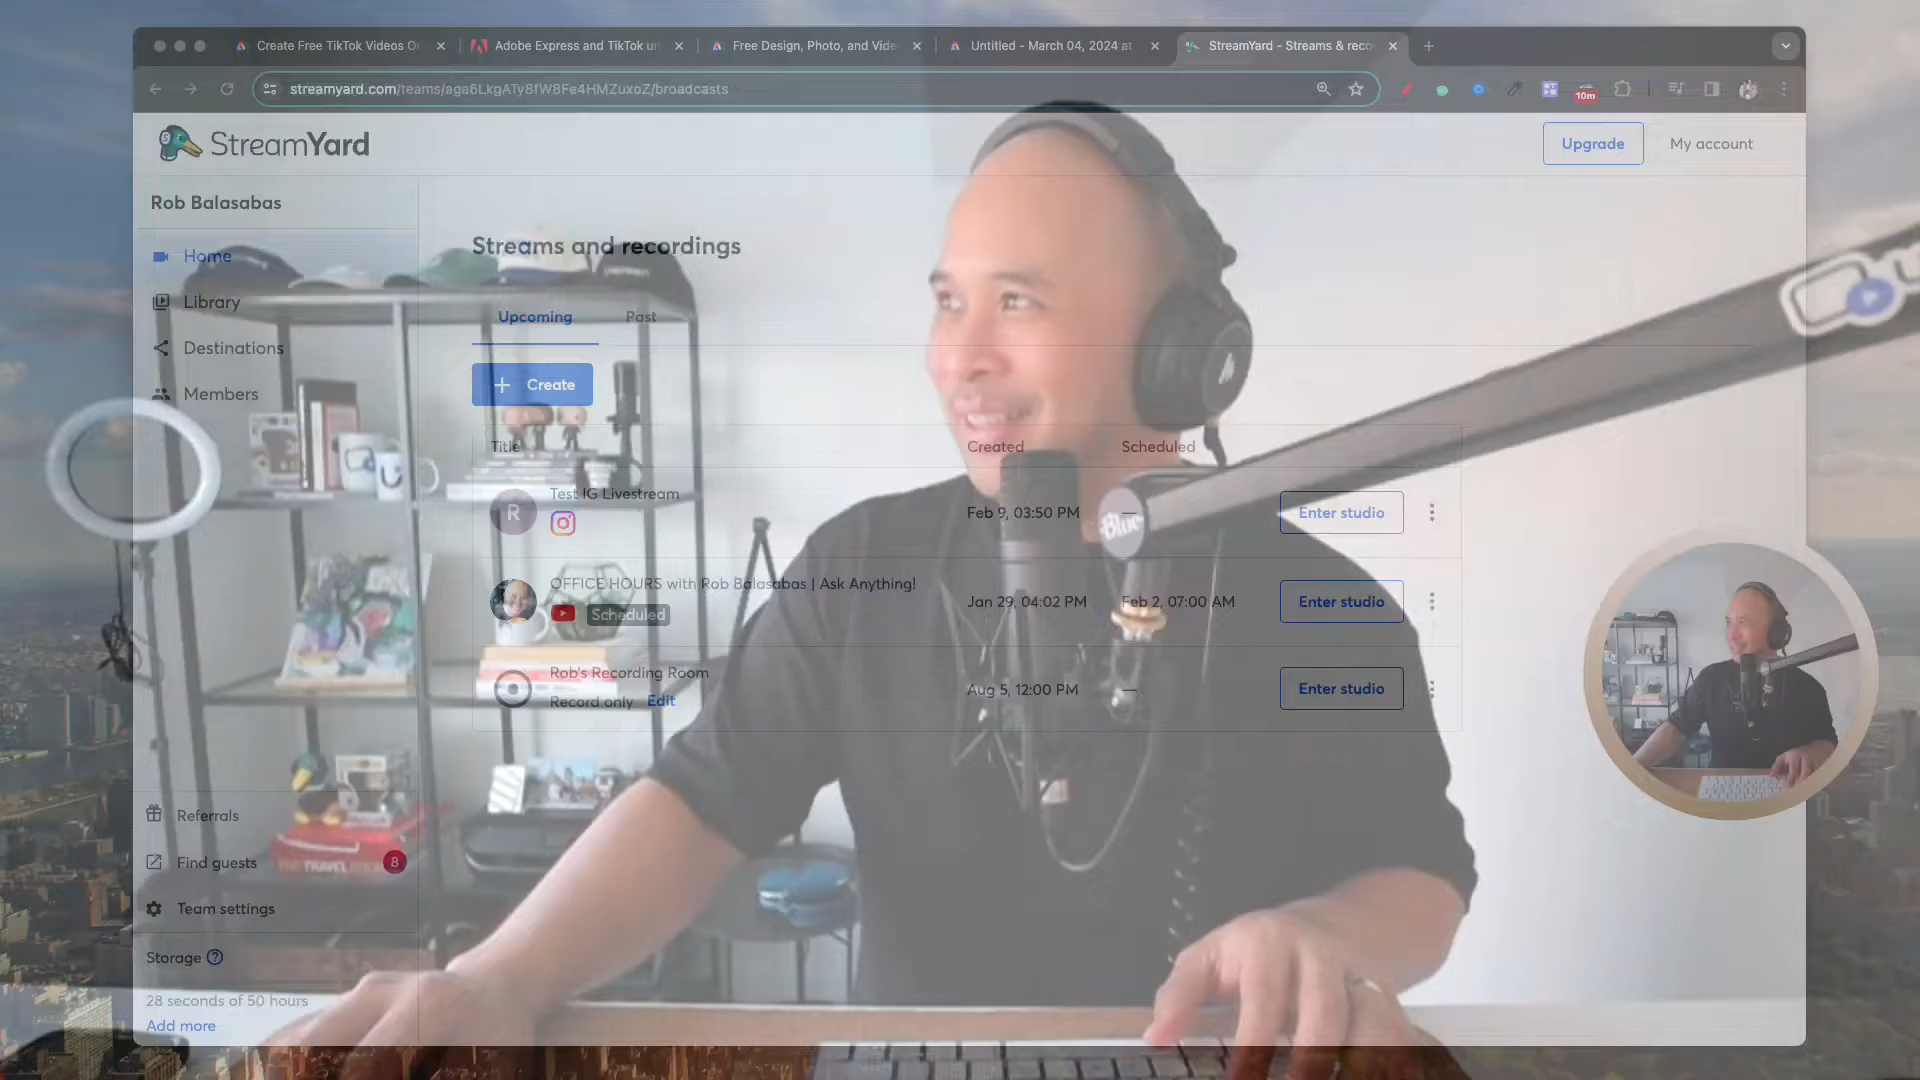 Create Free TikTok Videos O
Adobe Express and TikTok un
Free Design, Photo, and Vide
Untitled - March 04, 2024 at
StreamYard - Streams & reco
streamyard.com/teams/aga6LkgATy8fW8Fe4HMZuxoZ/broadcasts
10m
StreamYard
Upgrade
My account
Rob Balasabas
Home
Library
Destinations
Members
Streams and recordings
Upcoming
Past
+ Create
Title
Created
Scheduled
R
Test IG Livestream
Feb 9, 03:50 PM
—
Enter studio
Blue
OFFICE HOURS with Rob Balasabas | Ask Anything!
Scheduled
Jan 29, 04:02 PM
Feb 2, 07:00 AM
Enter studio
Rob's Recording Room
Record only
Edit
Aug 5, 12:00 PM
—
Enter studio
Referrals
Find guests
8
THE TRAVEL
Team settings
Storage
28 seconds of 50 hours
Add more